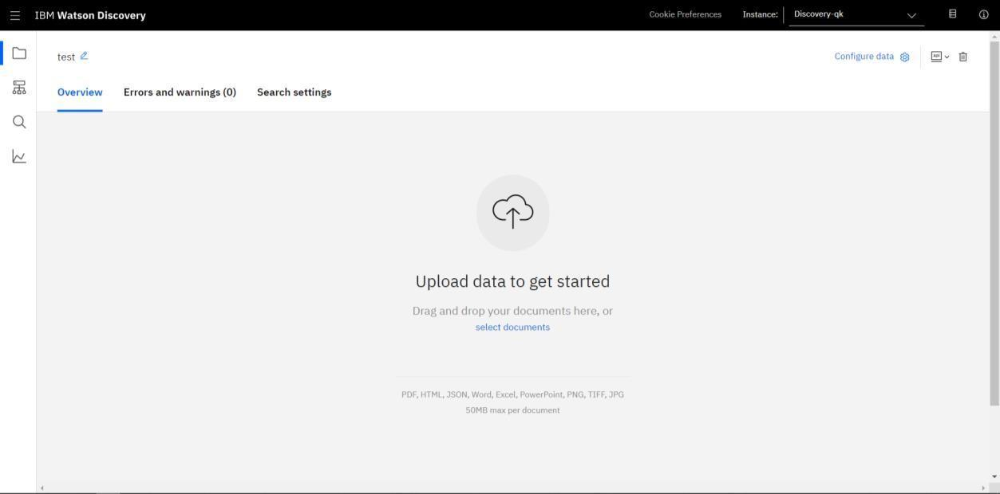 IBM Watson Discovery
Cookie Preferences
Instance:
Discovery-qk
test
Configure data
Overview
Errors and warnings (0)
Search settings
Upload data to get started
Drag and drop your documents here, or
select documents
PDF, HTML, JSON, Word, Excel, PowerPoint, PNG, TIFF, JPG
50MB max per document